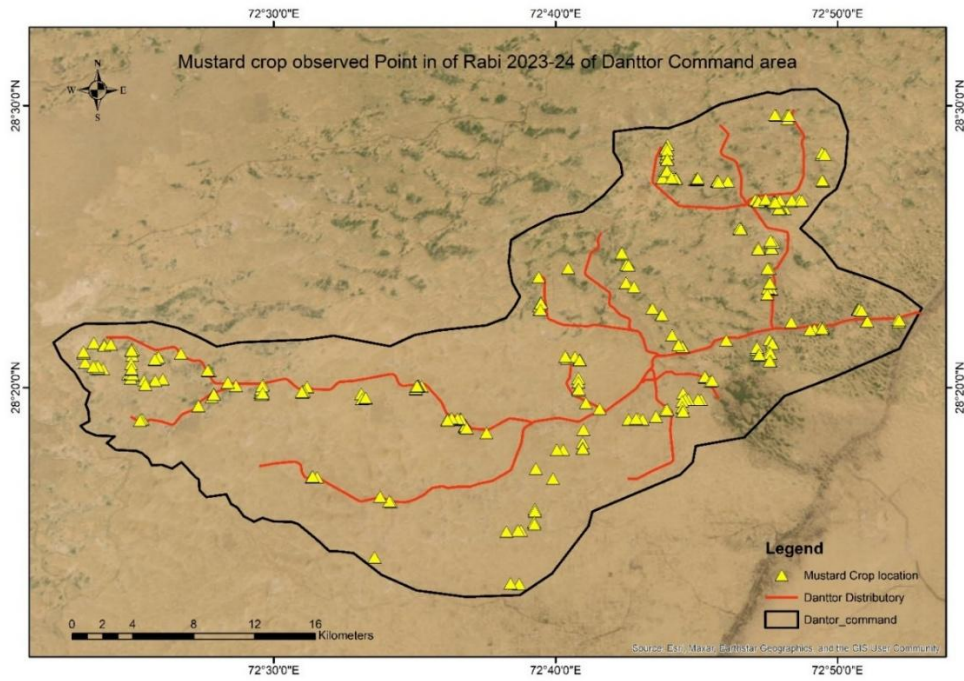 72°30'0"E 72°40'0"E 72°50'0"E
Mustard crop observed Point in of Rabi 2023-24 of Danttor Command area
N
W E
S
28°30'0"N 28°30'0"N
28°20'0"N 28°20'0"N
Legend
Mustard Crop location
Danttor Distributory
Dantor_command
0 1 2 4 8 12 16
Kilometers
Source: Esri, Maxar, Earthstar Geographics, and the GIS User Community
72°30'0"E 72°40'0"E 72°50'0"E